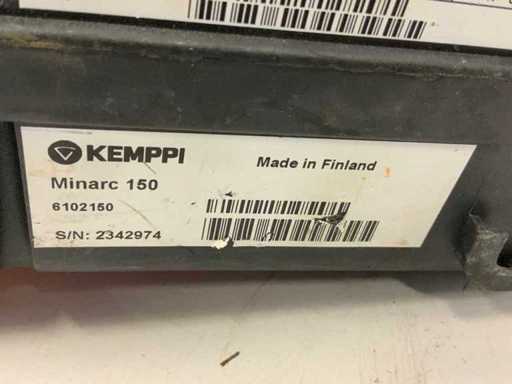 KEMPPI
Made in Finland
Minarc 150
6102150
S/N: 2342974